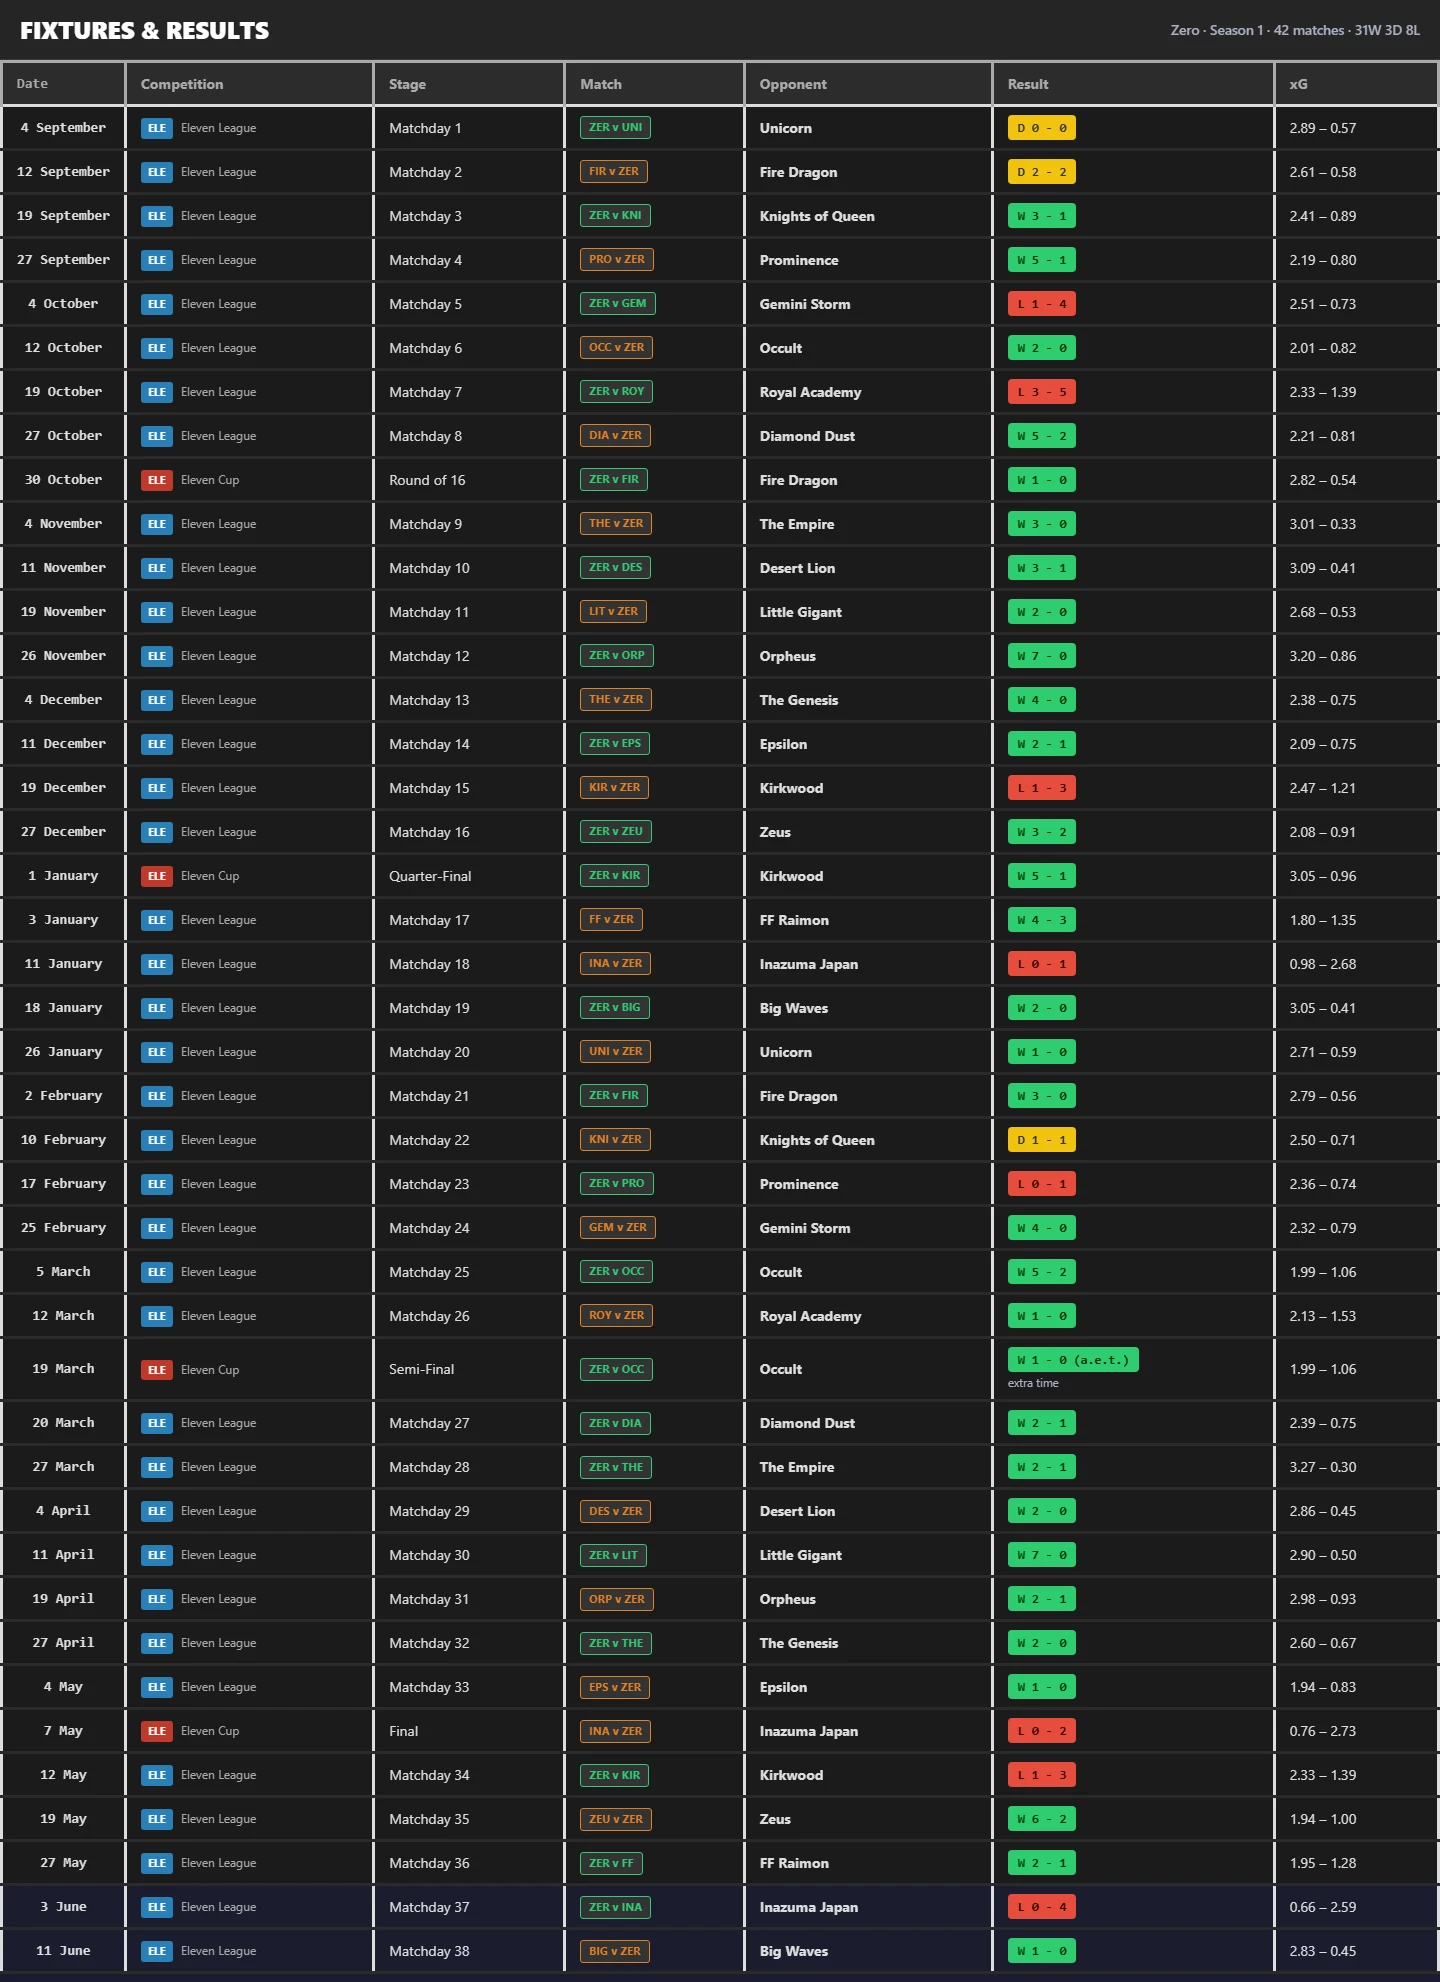 FIXTURES & RESULTS
Zero · Season 1 · 42 matches · 31W 3D 8L
Date Competition Stage Match Opponent Result xG
4 September ELE Eleven League Matchday 1 ZER v UNI Unicorn D 0 - 0 2.89 – 0.57
12 September ELE Eleven League Matchday 2 FIR v ZER Fire Dragon D 2 - 2 2.61 – 0.58
19 September ELE Eleven League Matchday 3 ZER v KNI Knights of Queen W 3 - 1 2.41 – 0.89
27 September ELE Eleven League Matchday 4 PRO v ZER Prominence W 5 - 1 2.19 – 0.80
4 October ELE Eleven League Matchday 5 ZER v GEM Gemini Storm L 1 - 4 2.51 – 0.73
12 October ELE Eleven League Matchday 6 OCC v ZER Occult W 2 - 0 2.01 – 0.82
19 October ELE Eleven League Matchday 7 ZER v ROY Royal Academy L 3 - 5 2.33 – 1.39
27 October ELE Eleven League Matchday 8 DIA v ZER Diamond Dust W 5 - 2 2.21 – 0.81
30 October ELE Eleven Cup Round of 16 ZER v FIR Fire Dragon W 1 - 0 2.82 – 0.54
4 November ELE Eleven League Matchday 9 THE v ZER The Empire W 3 - 0 3.01 – 0.33
11 November ELE Eleven League Matchday 10 ZER v DES Desert Lion W 3 - 1 3.09 – 0.41
19 November ELE Eleven League Matchday 11 LIT v ZER Little Gigant W 2 - 0 2.68 – 0.53
26 November ELE Eleven League Matchday 12 ZER v ORP Orpheus W 7 - 0 3.20 – 0.86
4 December ELE Eleven League Matchday 13 THE v ZER The Genesis W 4 - 0 2.38 – 0.75
11 December ELE Eleven League Matchday 14 ZER v EPS Epsilon W 2 - 1 2.09 – 0.75
19 December ELE Eleven League Matchday 15 KIR v ZER Kirkwood L 1 - 3 2.47 – 1.21
27 December ELE Eleven League Matchday 16 ZER v ZEU Zeus W 3 - 2 2.08 – 0.91
1 January ELE Eleven Cup Quarter-Final ZER v KIR Kirkwood W 5 - 1 3.05 – 0.96
3 January ELE Eleven League Matchday 17 FF v ZER FF Raimon W 4 - 3 1.80 – 1.35
11 January ELE Eleven League Matchday 18 INA v ZER Inazuma Japan L 0 - 1 0.98 – 2.68
18 January ELE Eleven League Matchday 19 ZER v BIG Big Waves W 2 - 0 3.05 – 0.41
26 January ELE Eleven League Matchday 20 UNI v ZER Unicorn W 1 - 0 2.71 – 0.59
2 February ELE Eleven League Matchday 21 ZER v FIR Fire Dragon W 3 - 0 2.79 – 0.56
10 February ELE Eleven League Matchday 22 KNI v ZER Knights of Queen D 1 - 1 2.50 – 0.71
17 February ELE Eleven League Matchday 23 ZER v PRO Prominence L 0 - 1 2.36 – 0.74
25 February ELE Eleven League Matchday 24 GEM v ZER Gemini Storm W 4 - 0 2.32 – 0.79
5 March ELE Eleven League Matchday 25 ZER v OCC Occult W 5 - 2 1.99 – 1.06
12 March ELE Eleven League Matchday 26 ROY v ZER Royal Academy W 1 - 0 2.13 – 1.53
19 March ELE Eleven Cup Semi-Final ZER v OCC Occult W 1 - 0 (a.e.t.) 1.99 – 1.06
extra time
20 March ELE Eleven League Matchday 27 ZER v DIA Diamond Dust W 2 - 1 2.39 – 0.75
27 March ELE Eleven League Matchday 28 ZER v THE The Empire W 2 - 1 3.27 – 0.30
4 April ELE Eleven League Matchday 29 DES v ZER Desert Lion W 2 - 0 2.86 – 0.45
11 April ELE Eleven League Matchday 30 ZER v LIT Little Gigant W 7 - 0 2.90 – 0.50
19 April ELE Eleven League Matchday 31 ORP v ZER Orpheus W 2 - 1 2.98 – 0.93
27 April ELE Eleven League Matchday 32 ZER v THE The Genesis W 2 - 0 2.60 – 0.67
4 May ELE Eleven League Matchday 33 EPS v ZER Epsilon W 1 - 0 1.94 – 0.83
7 May ELE Eleven Cup Final INA v ZER Inazuma Japan L 0 - 2 0.76 – 2.73
12 May ELE Eleven League Matchday 34 ZER v KIR Kirkwood L 1 - 3 2.33 – 1.39
19 May ELE Eleven League Matchday 35 ZEU v ZER Zeus W 6 - 2 1.94 – 1.00
27 May ELE Eleven League Matchday 36 ZER v FF FF Raimon W 2 - 1 1.95 – 1.28
3 June ELE Eleven League Matchday 37 ZER v INA Inazuma Japan L 0 - 4 0.66 – 2.59
11 June ELE Eleven League Matchday 38 BIG v ZER Big Waves W 1 - 0 2.83 – 0.45